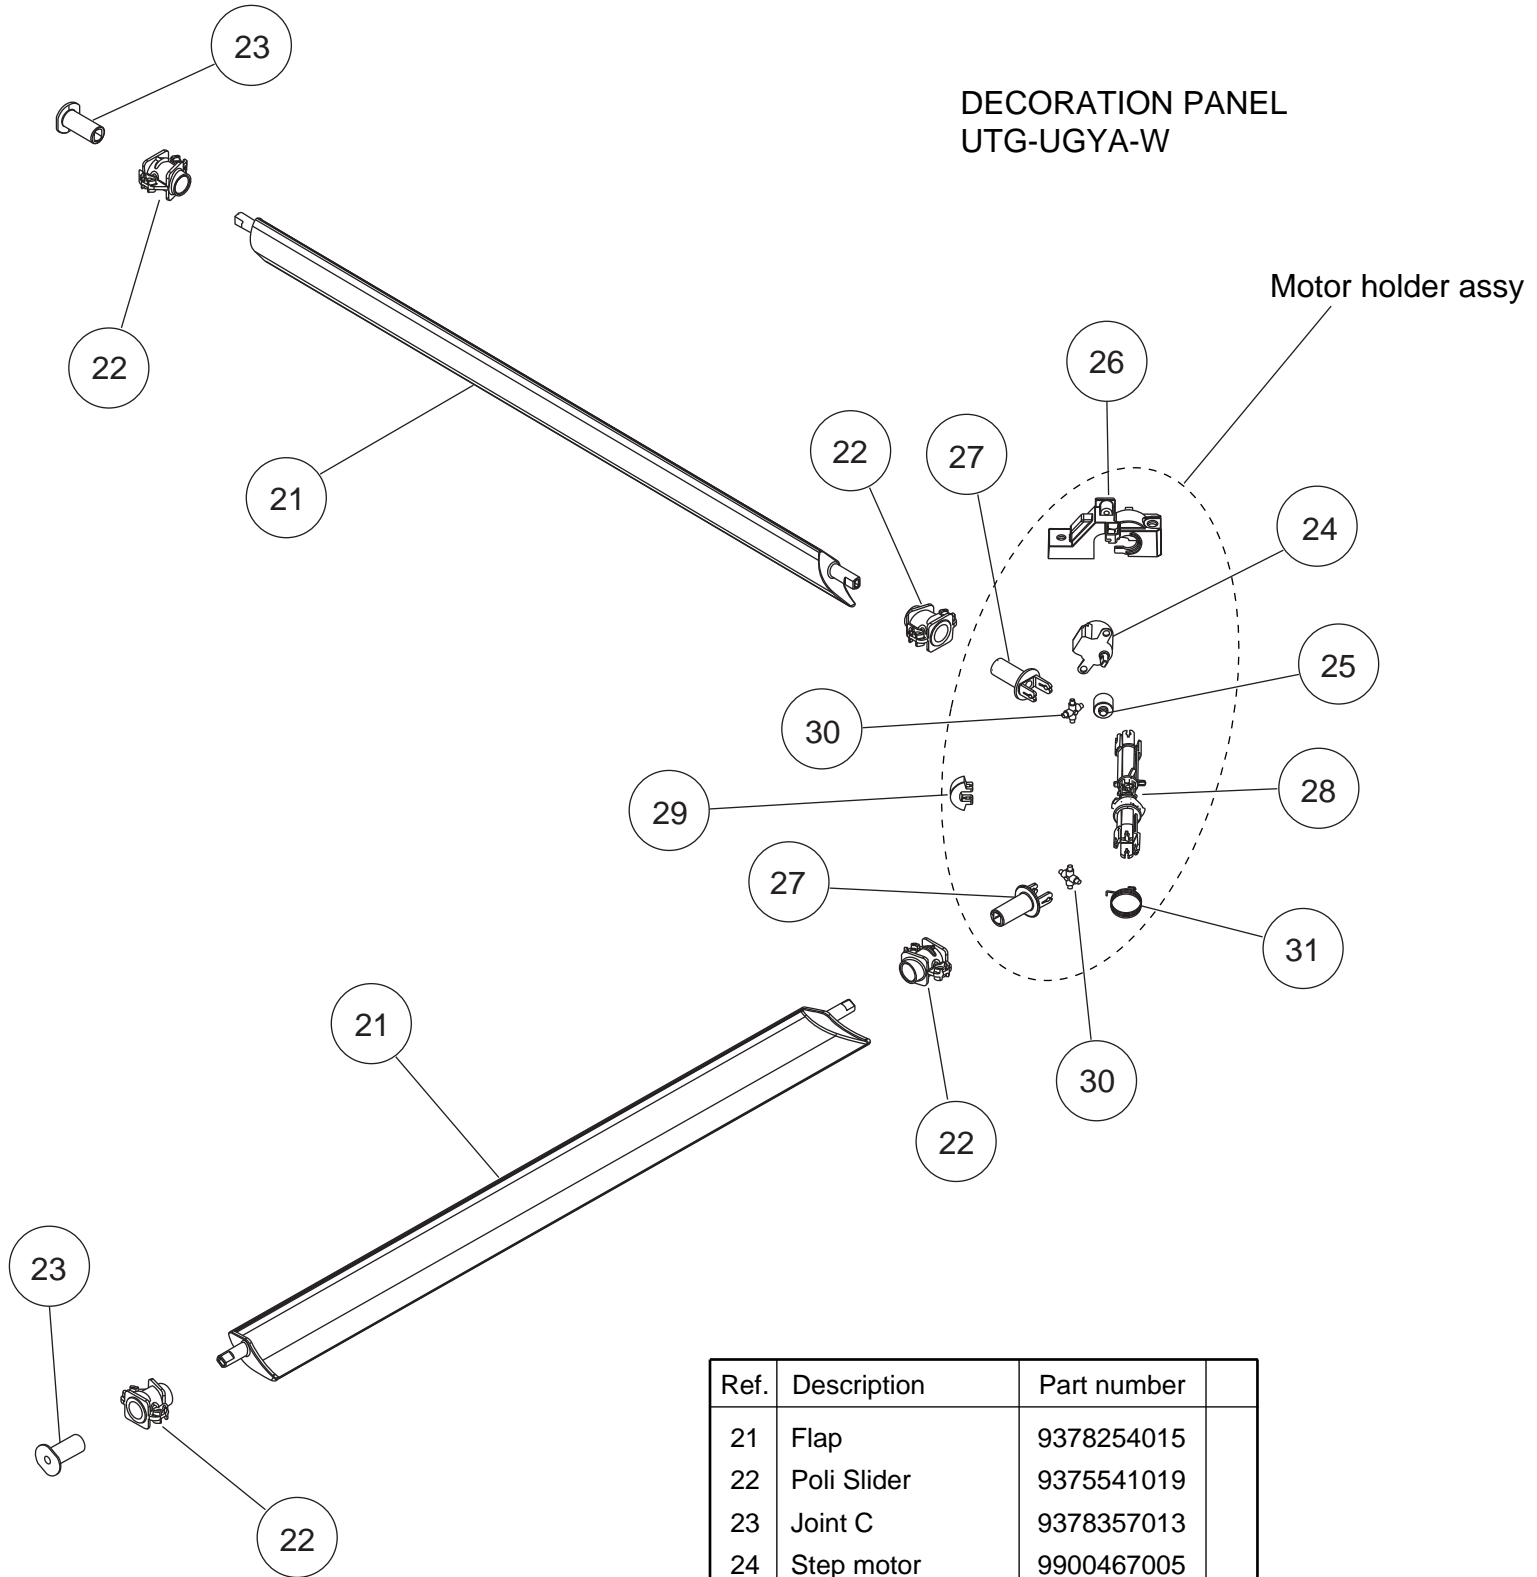 23
DECORATION PANEL
UTG-UGYA-W
Motor holder assy
22
26
22
27
21
24
25
30
28
29
27
31
21
30
22
23
Ref. Description Part number
21 Flap 9378254015
22 Poli Slider 9375541019
23 Joint C 9378357013
22
24 Step motor 9900467005